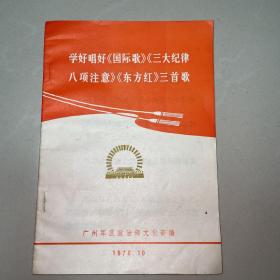 学好唱好《国际歌》《三大纪律
八项注意》《东方红》三首歌
广州军区政治部文化部编
1976.10